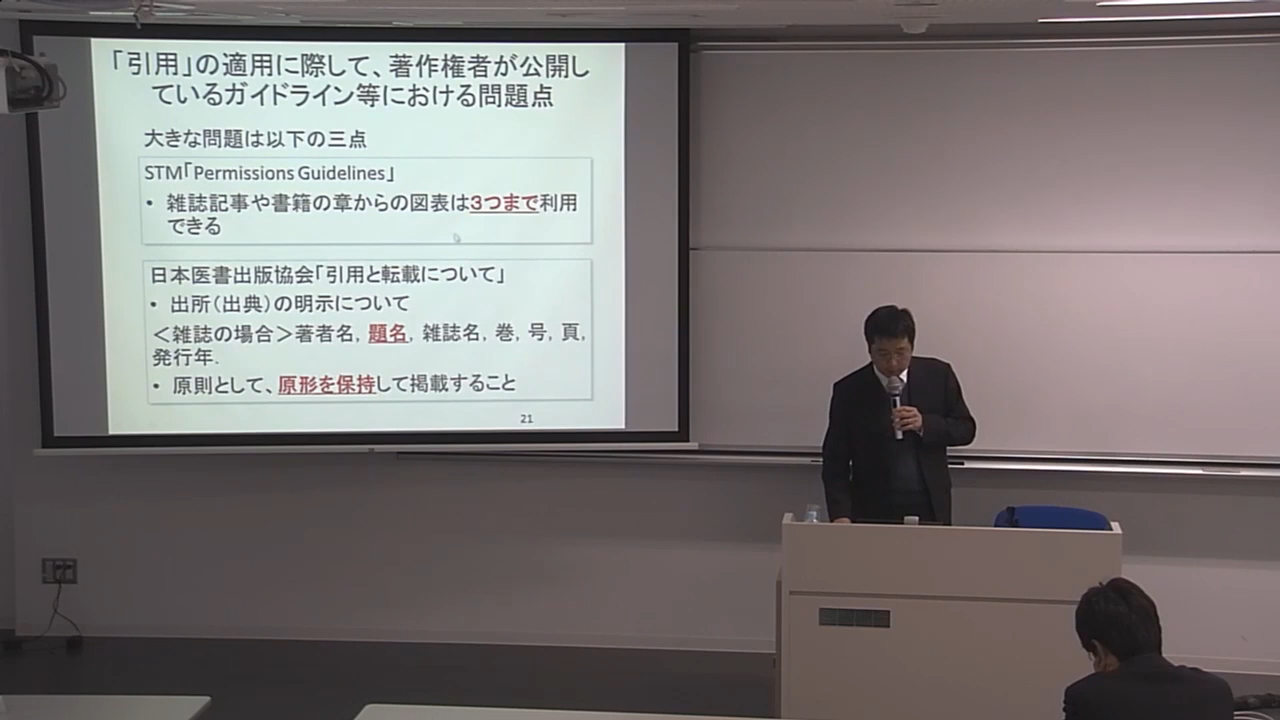 「引用」の適用に際して、著作権者が公開し
ているガイドライン等における問題点
大きな問題は以下の三点
STM「Permissions Guidelines」
• 雑誌記事や書籍の章からの図表は３つまで利用
できる
日本医書出版協会「引用と転載について」
• 出所（出典）の明示について
＜雑誌の場合＞著者名, 題名, 雑誌名, 巻, 号, 頁,
発行年.
• 原則として、原形を保持して掲載すること
21